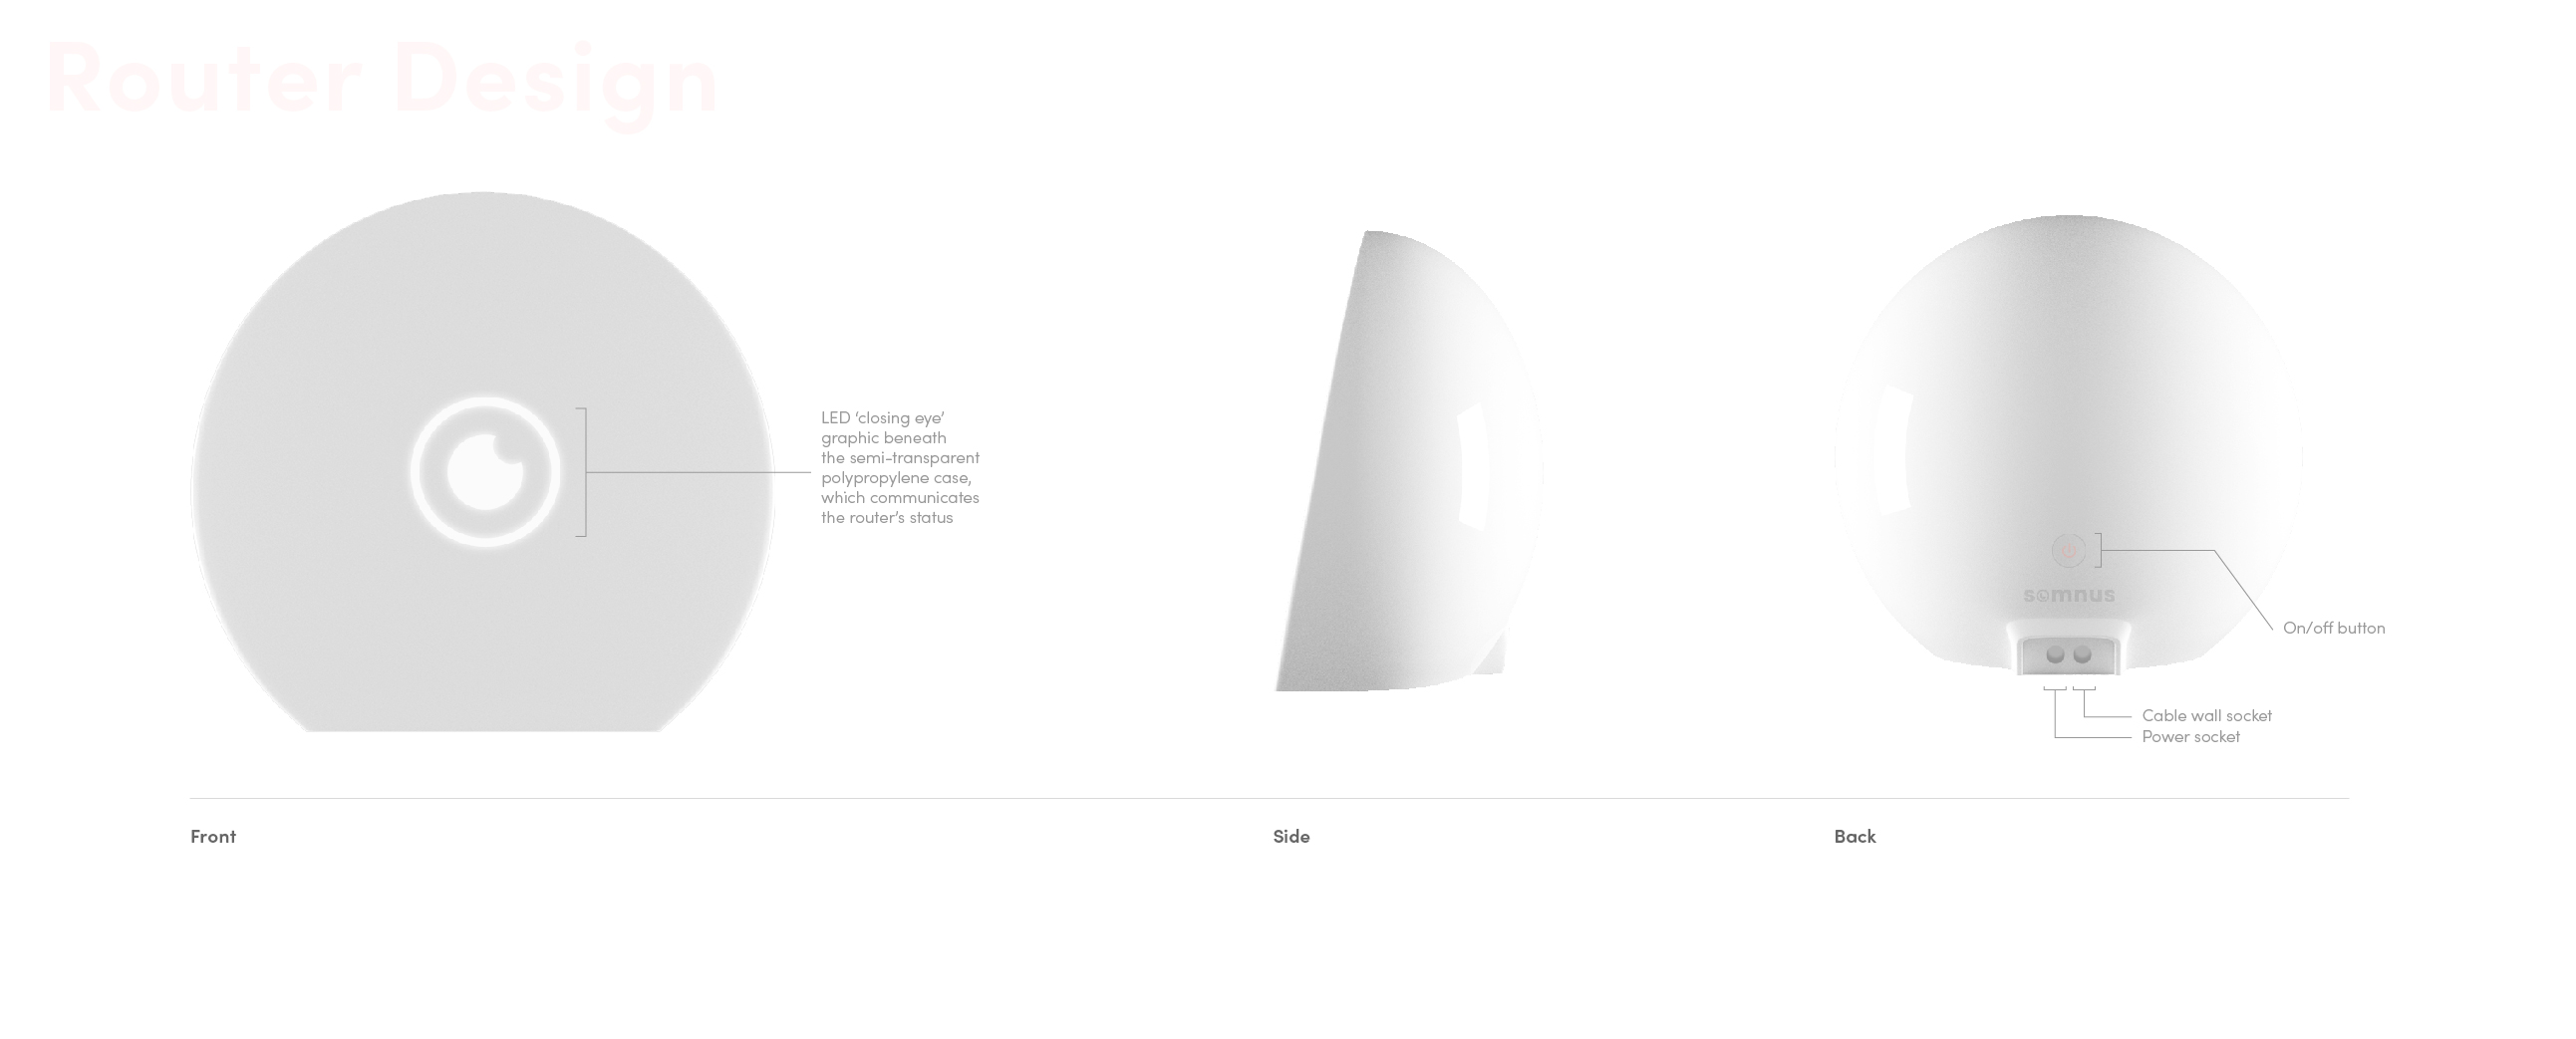 Router Design
LED ‘closing eye’
graphic beneath
the semi-transparent
polypropylene case,
which communicates
the router’s status
somnus
On/off button
Cable wall socket
Power socket
Front
Side
Back